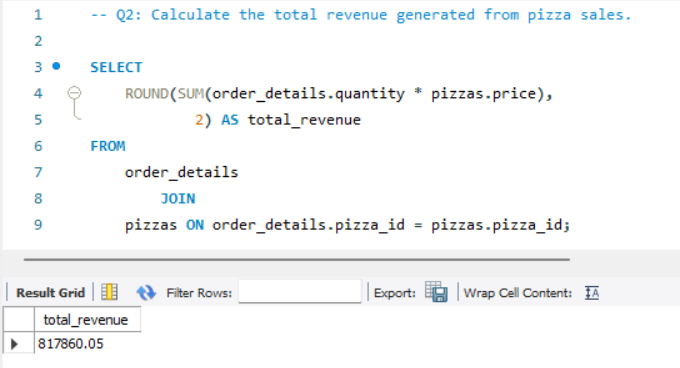 1 -- Q2: Calculate the total revenue generated from pizza sales.
2
3 SELECT
4 ROUND(SUM(order_details.quantity * pizzas.price),
5 2) AS total_revenue
6 FROM
7 order_details
8 JOIN
9 pizzas ON order_details.pizza_id = pizzas.pizza_id;
Result Grid Filter Rows: Export: Wrap Cell Content: IA
total_revenue
817860.05